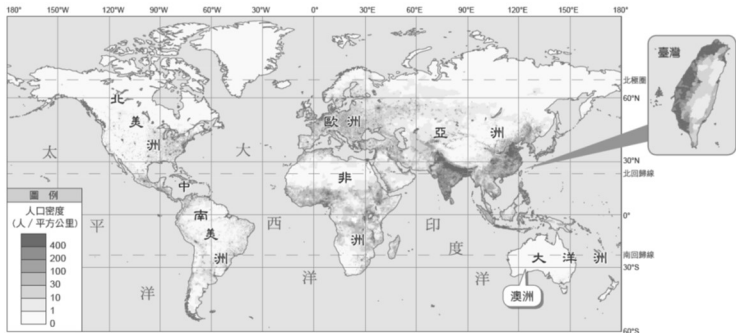 180° 150°W 120°W 90°W 60°W 30°W 0° 30°E 60°E 90°E 120°E 150°E 180°
臺灣
北極圈
60°N
北美洲
歐洲
亞洲
太平洋
大西洋
30°N
北回歸線
非洲
中
圖例
人口密度
(人/平方公里)
400
200
100
30
10
1
0
南美洲
印度洋
0°
大洋洲
南回歸線
30°S
澳洲
60°S